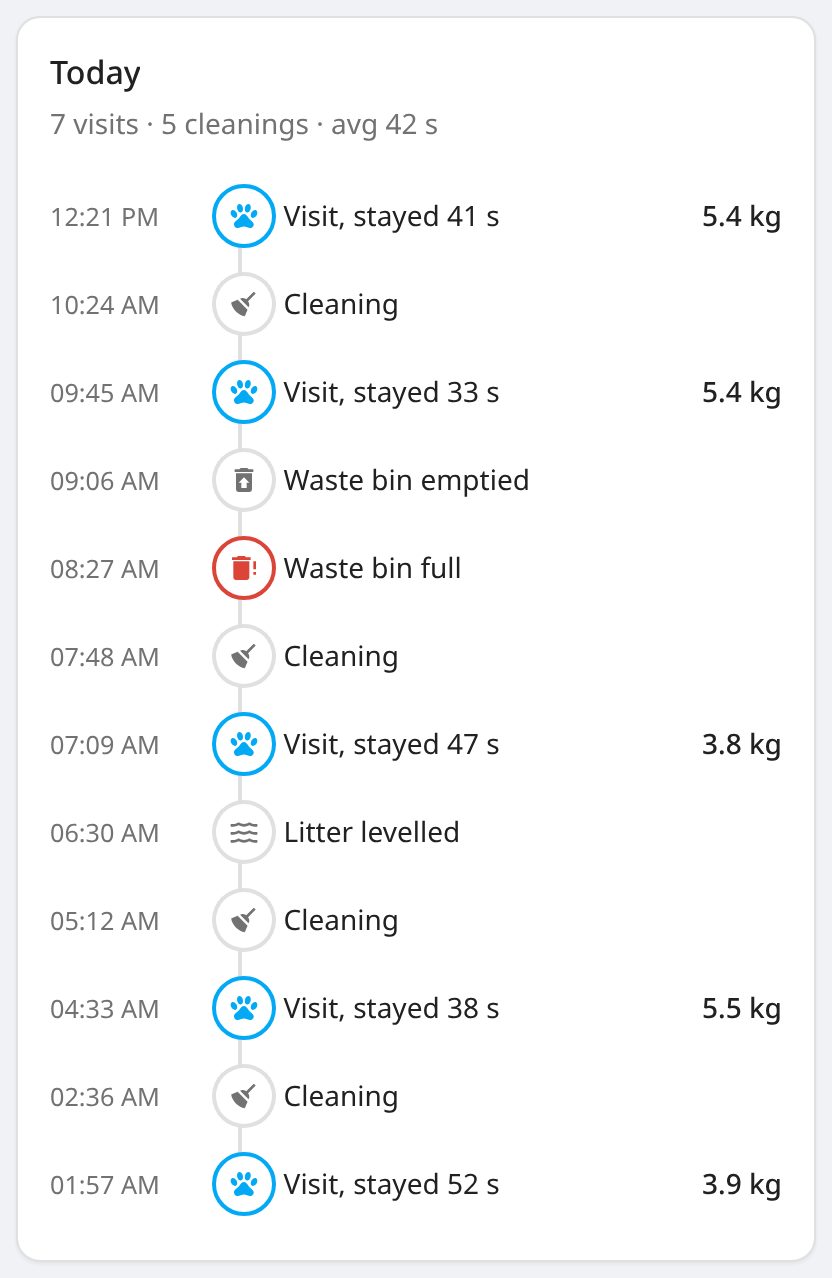 Today
7 visits · 5 cleanings · avg 42 s
12:21 PM Visit, stayed 41 s 5.4 kg
10:24 AM Cleaning
09:45 AM Visit, stayed 33 s 5.4 kg
09:06 AM Waste bin emptied
08:27 AM Waste bin full
07:48 AM Cleaning
07:09 AM Visit, stayed 47 s 3.8 kg
06:30 AM Litter levelled
05:12 AM Cleaning
04:33 AM Visit, stayed 38 s 5.5 kg
02:36 AM Cleaning
01:57 AM Visit, stayed 52 s 3.9 kg